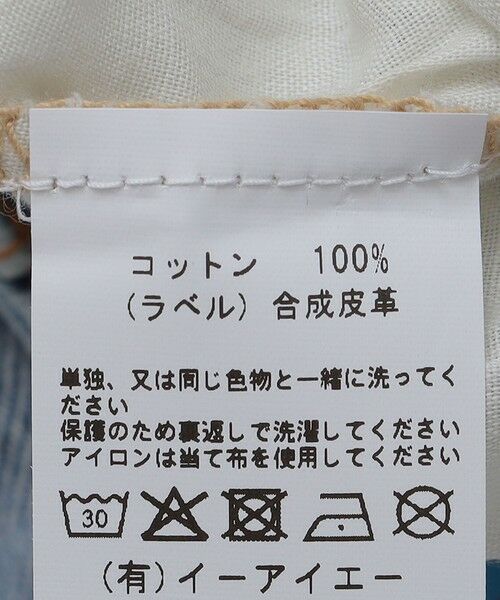 コットン 100%
(ラベル) 合成皮革
単独、又は同じ色物と一緒に洗ってく
ださい
保護のため裏返しで洗濯してください
アイロンは当て布を使用してください
30
(有)イーアイエー